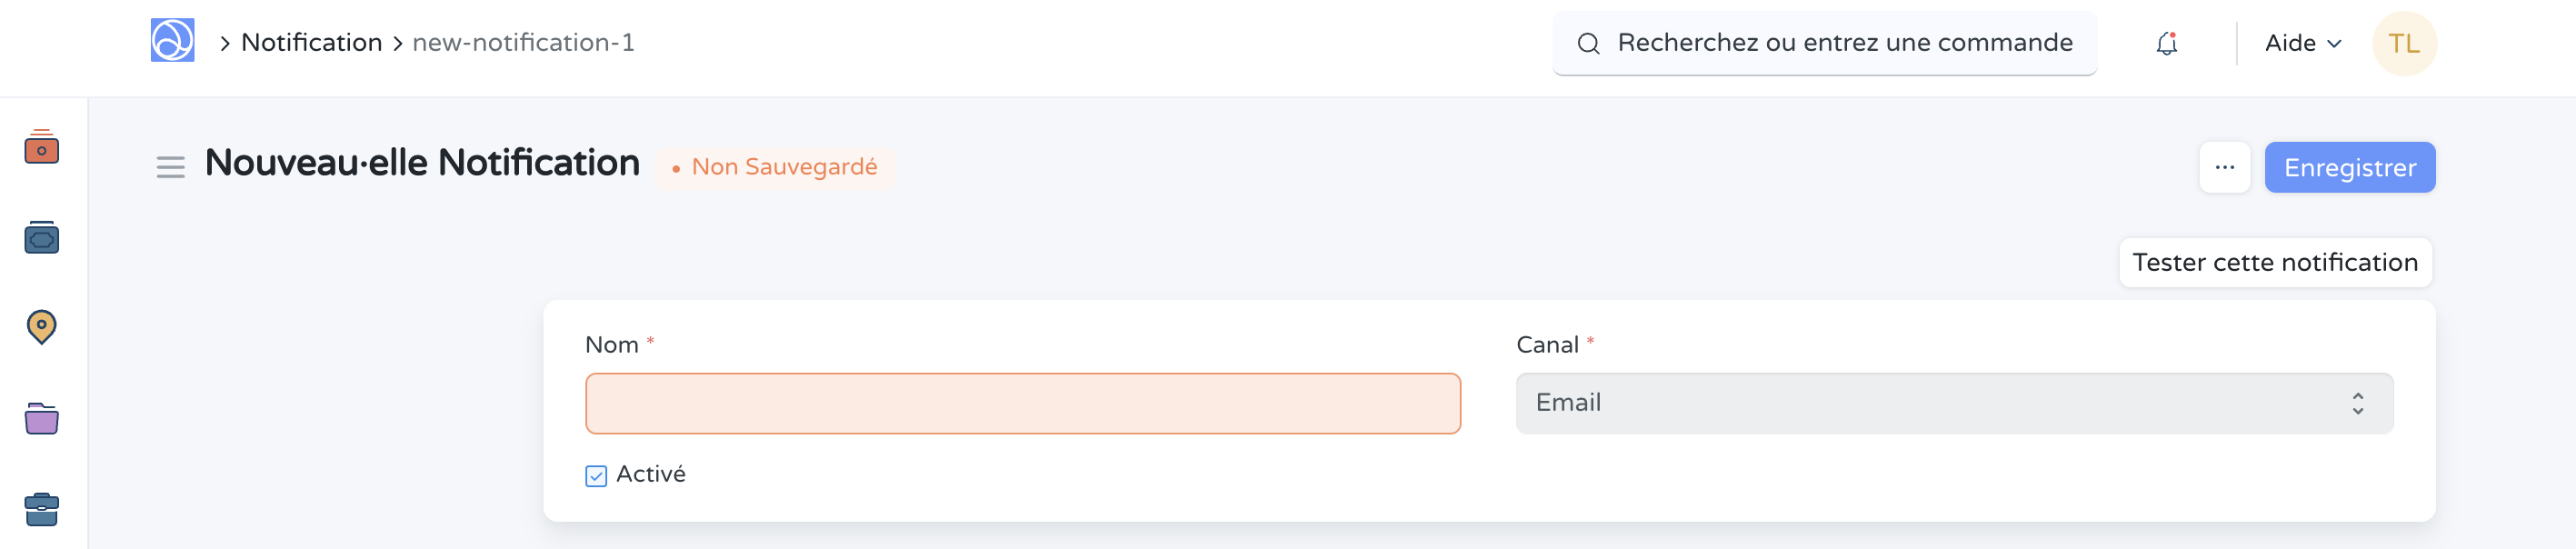 Notification
new-notification-1
Recherchez ou entrez une commande
Aide
TL
Nouveau·elle Notification
Non Sauvegardé
...
Enregistrer
Tester cette notification
Nom *
Canal *
Email
Activé